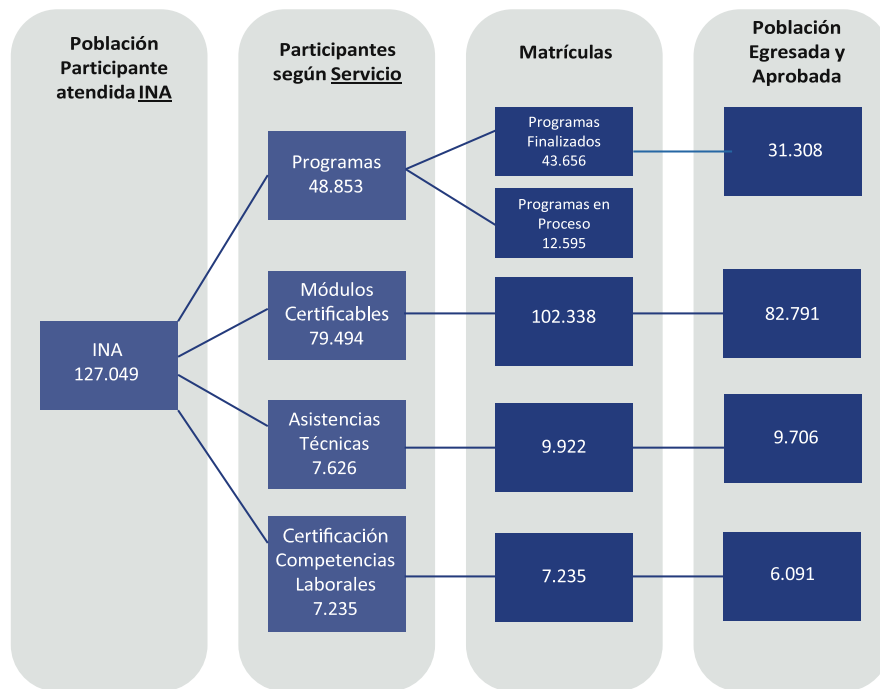 Población
Participante
atendida INA
Participantes
según Servicio
Matrículas
Población
Egresada y
Aprobada
INA
127.049
Programas
48.853
Programas
Finalizados
43.656
31.308
Programas en
Proceso
12.595
Módulos
Certificables
79.494
102.338
82.791
Asistencias
Técnicas
7.626
9.922
9.706
Certificación
Competencias
Laborales
7.235
7.235
6.091